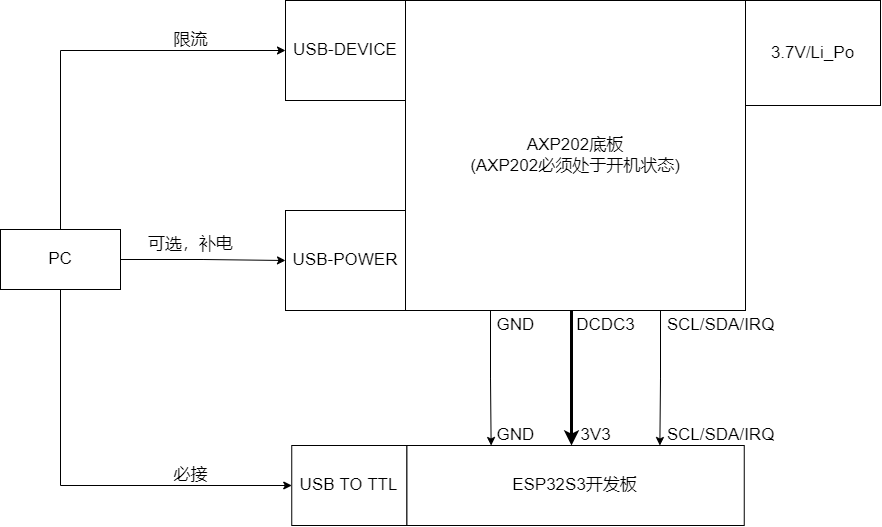 限流
USB-DEVICE
3.7V/Li_Po
AXP202底板
(AXP202必须处于开机状态)
可选，补电
PC
USB-POWER
GND
DCDC3
SCL/SDA/IRQ
GND
3V3
SCL/SDA/IRQ
必接
USB TO TTL
ESP32S3开发板